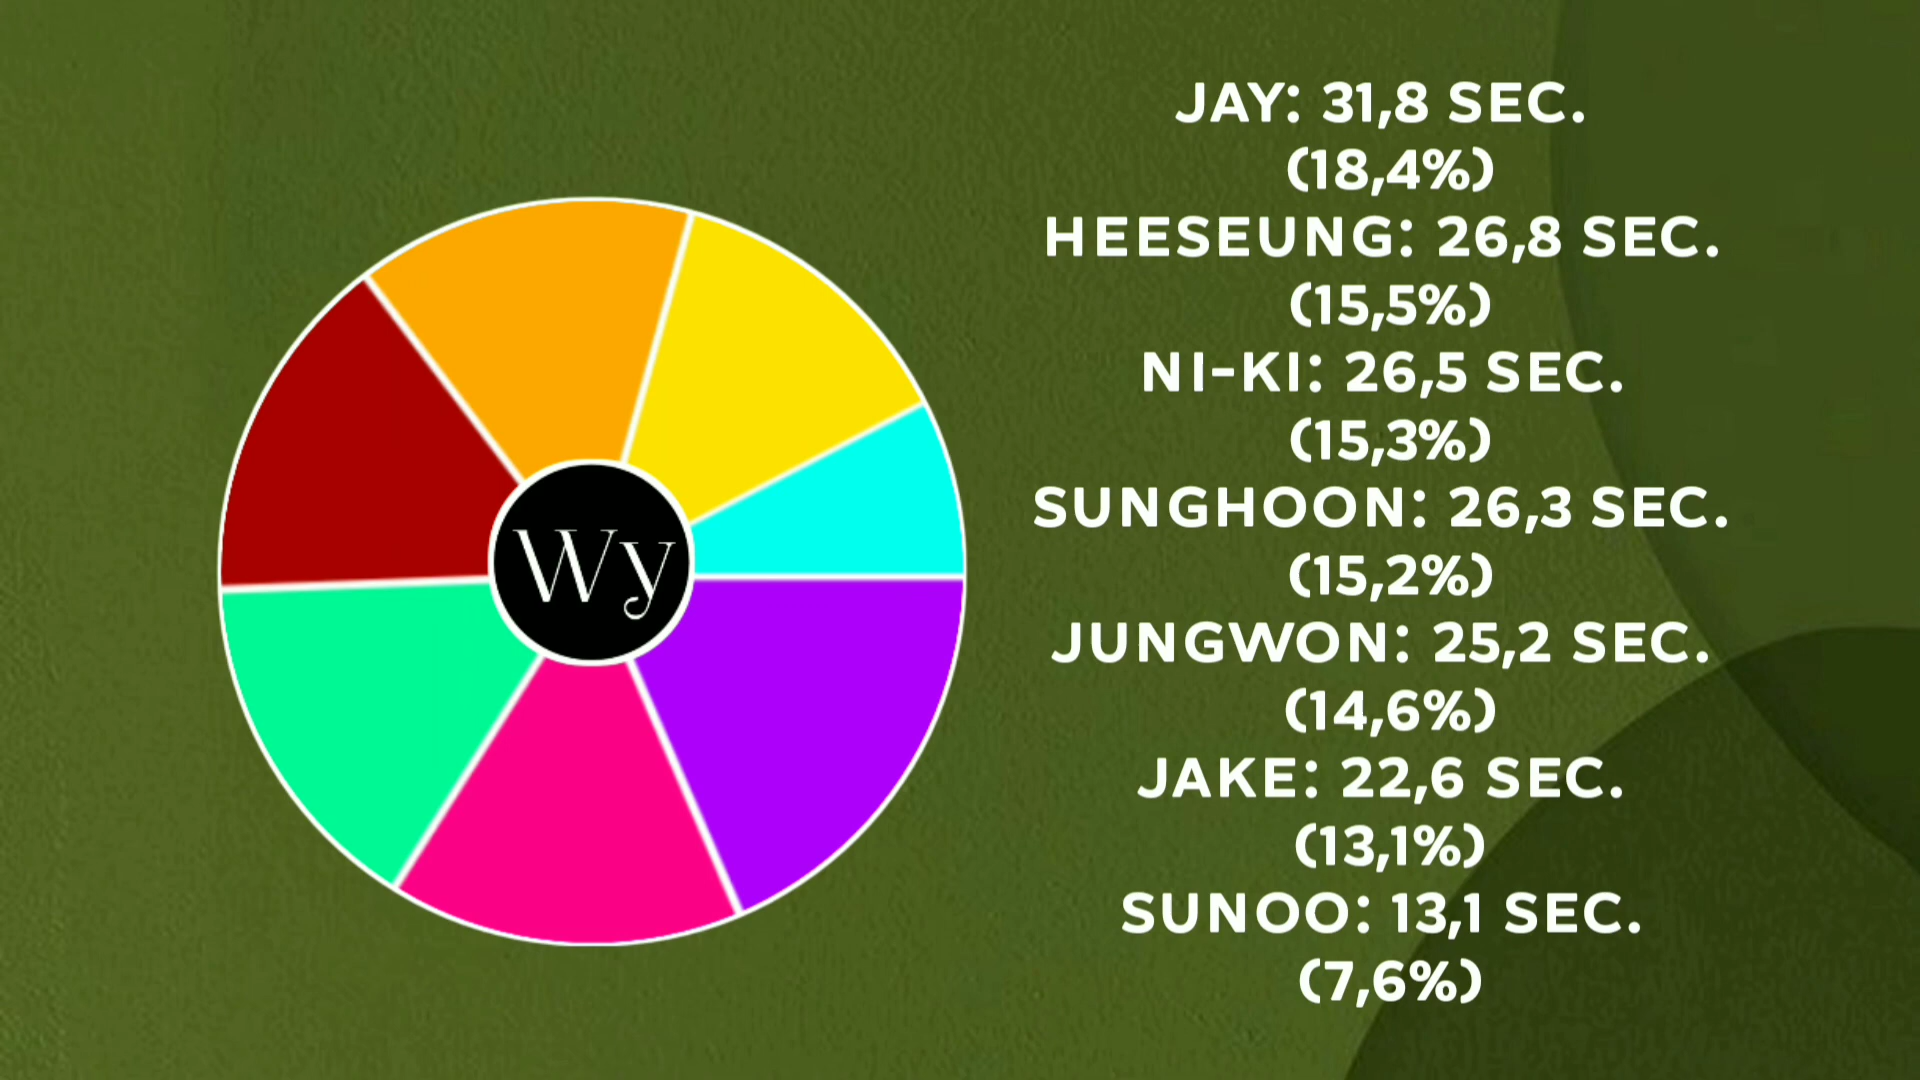 Wy
JAY: 31,8 SEC.
(18,4%)
HEESEUNG: 26,8 SEC.
(15,5%)
NI-KI: 26,5 SEC.
(15,3%)
SUNGHOON: 26,3 SEC.
(15,2%)
JUNGWON: 25,2 SEC.
(14,6%)
JAKE: 22,6 SEC.
(13,1%)
SUNOO: 13,1 SEC.
(7,6%)